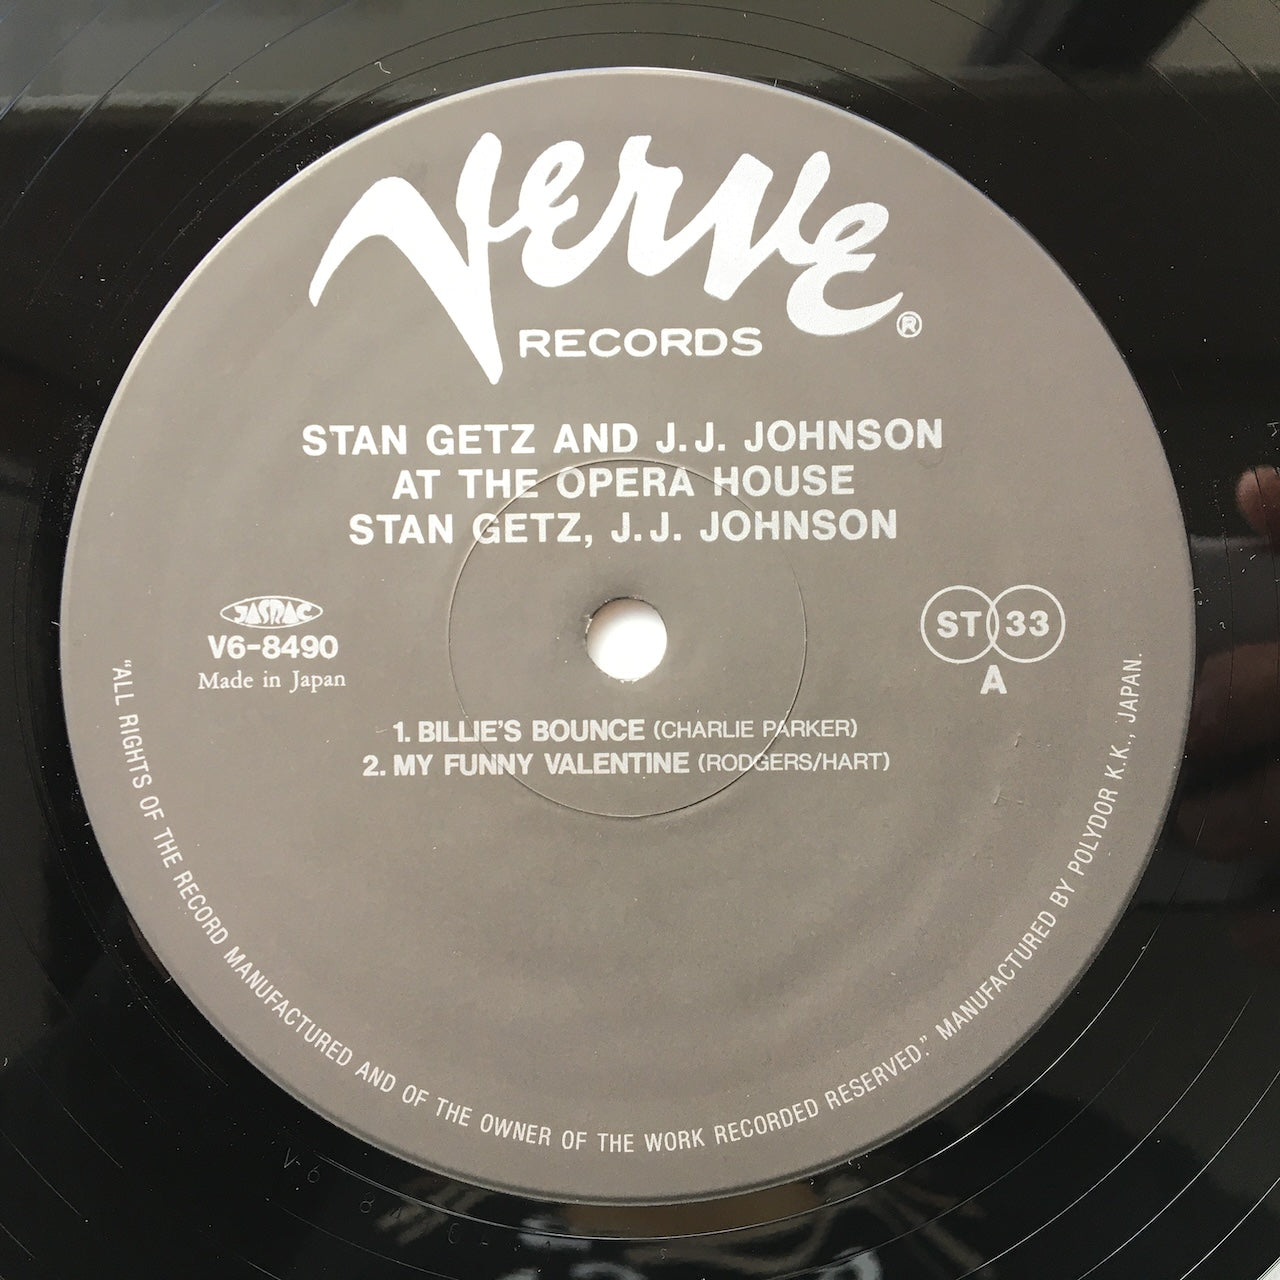 Verve
RECORDS ®
STAN GETZ AND J.J. JOHNSON
AT THE OPERA HOUSE
STAN GETZ, J.J. JOHNSON
JASRAC
V6-8490
Made in Japan
ST 33
A
1. BILLIE'S BOUNCE (CHARLIE PARKER)
2. MY FUNNY VALENTINE (RODGERS/HART)
"ALL RIGHTS OF THE RECORD MANUFACTURED AND OF THE OWNER OF THE WORK RECORDED RESERVED." MANUFACTURED BY POLYDOR K.K., JAPAN.